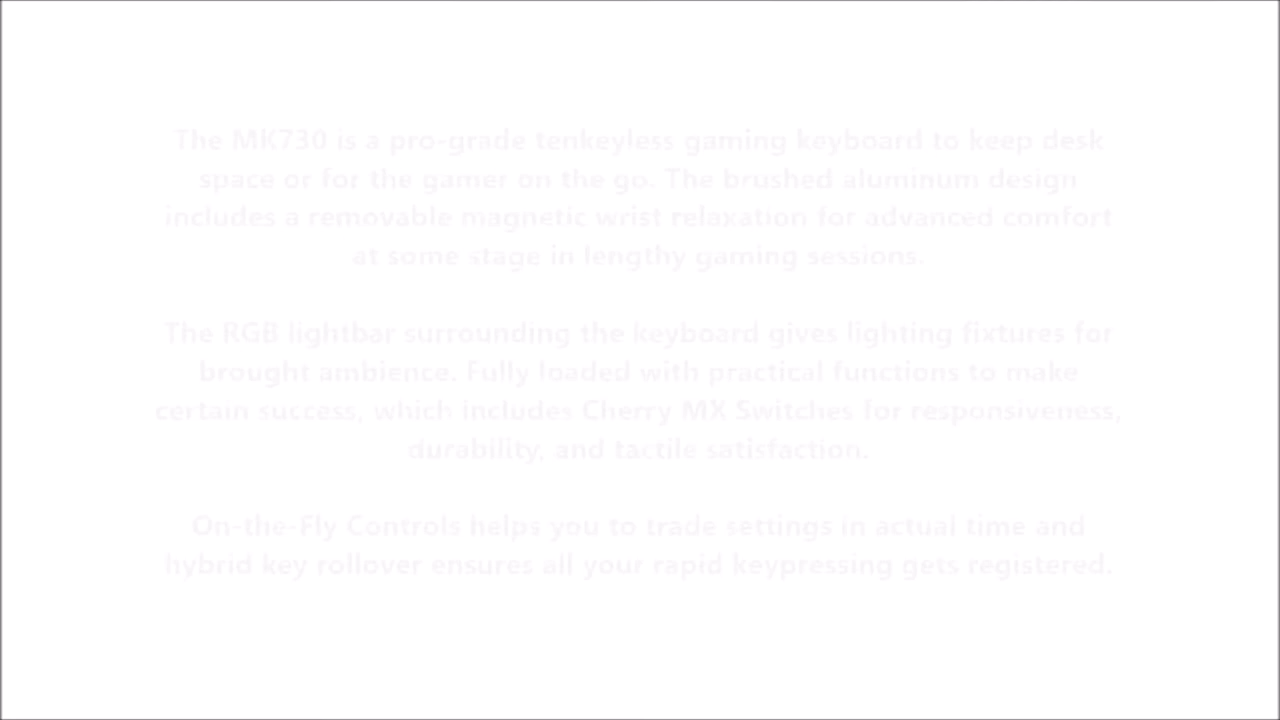 The MK730 is a pro-grade tenkeyless gaming keyboard to keep desk
space or for the gamer on the go. The brushed aluminum design
includes a removable magnetic wrist relaxation for advanced comfort
at some stage in lengthy gaming sessions.
The RGB lightbar surrounding the keyboard gives lighting fixtures for
brought ambience. Fully loaded with practical functions to make
certain success, which includes Cherry MX Switches for responsiveness,
durability, and tactile satisfaction.
On-the-Fly Controls helps you to trade settings in actual time and
hybrid key rollover ensures all your rapid keypressing gets registered.